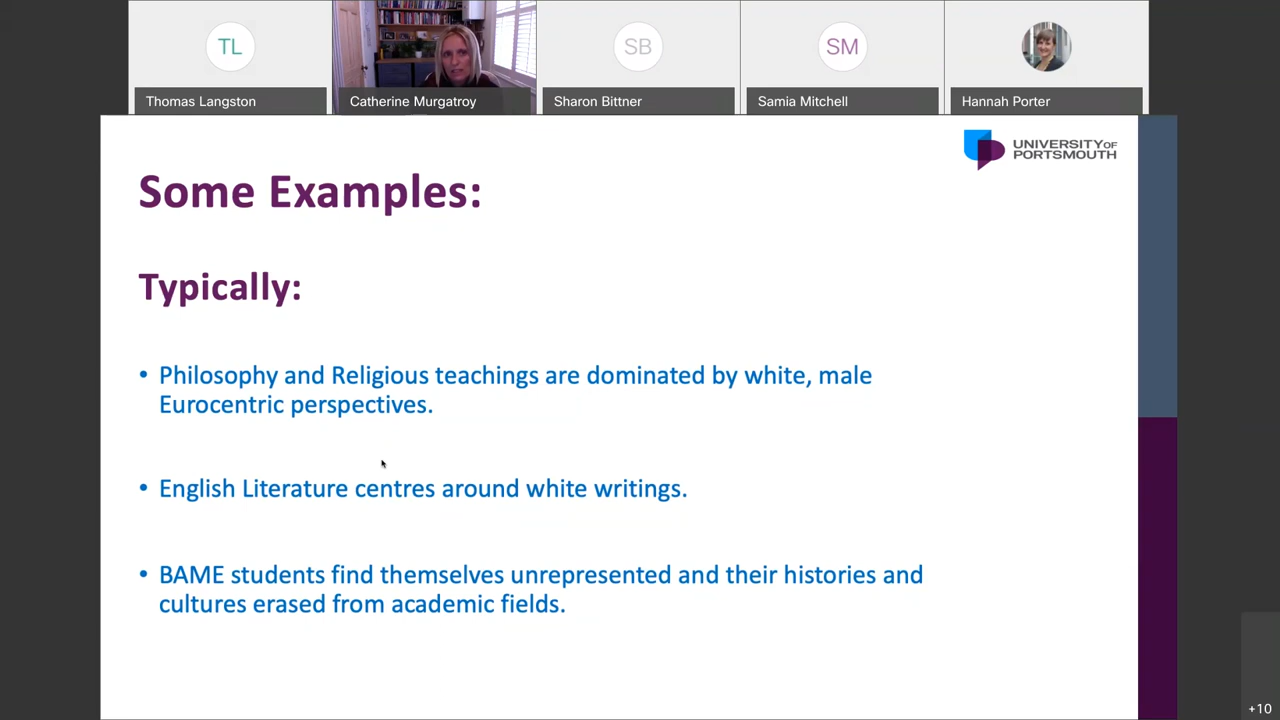 TL
SB
SM
Thomas Langston
Catherine Murgatroy
Sharon Bittner
Samia Mitchell
Hannah Porter
UNIVERSITY OF
PORTSMOUTH
Some Examples:
Typically:
• Philosophy and Religious teachings are dominated by white, male
Eurocentric perspectives.
• English Literature centres around white writings.
• BAME students find themselves unrepresented and their histories and
cultures erased from academic fields.
+10